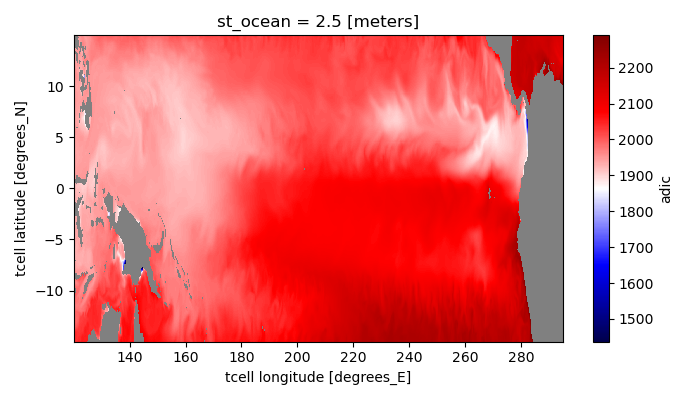 st_ocean = 2.5 [meters]
tcell latitude [degrees_N]
10
5
0
−5
−10
140 160 180 200 220 240 260 280
tcell longitude [degrees_E]
2200
2100
2000
1900
1800
1700
1600
1500
adic